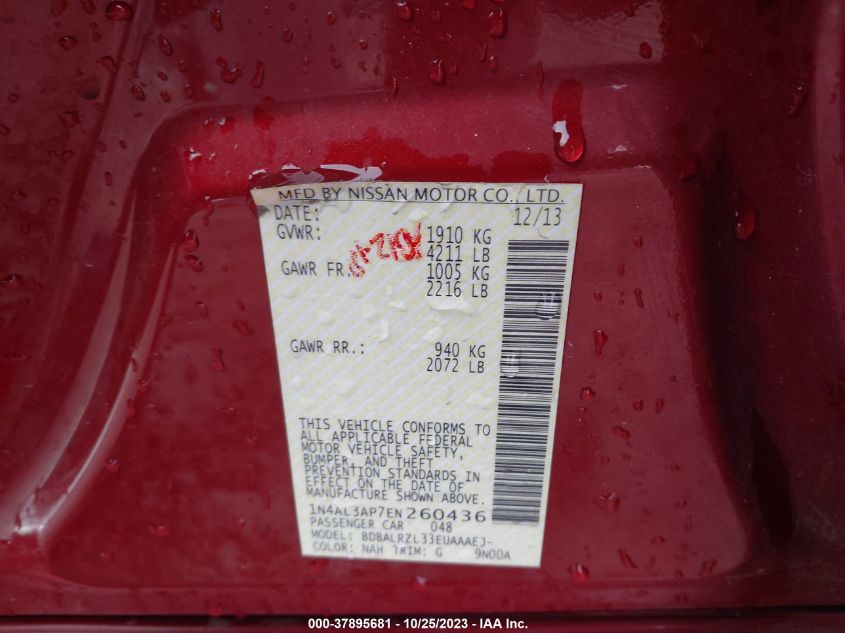 MFD BY NISSAN MOTOR CO., LTD.
DATE: 12/13
GVWR: 1910 KG
4211 LB
GAWR FR.: 1005 KG
2216 LB
GAWR RR.: 940 KG
2072 LB
THIS VEHICLE CONFORMS TO
ALL APPLICABLE FEDERAL
MOTOR VEHICLE SAFETY,
BUMPER, AND THEFT
PREVENTION STANDARDS IN
EFFECT ON THE DATE OF
MANUFACTURE SHOWN ABOVE.
1N4AL3AP7EN260436
PASSENGER CAR 048
MODEL: BDBALRZL33EUAAAEJ-
COLOR: NAH TRIM: G 9N00A
000-37895681 - 10/25/2023 - IAA Inc.